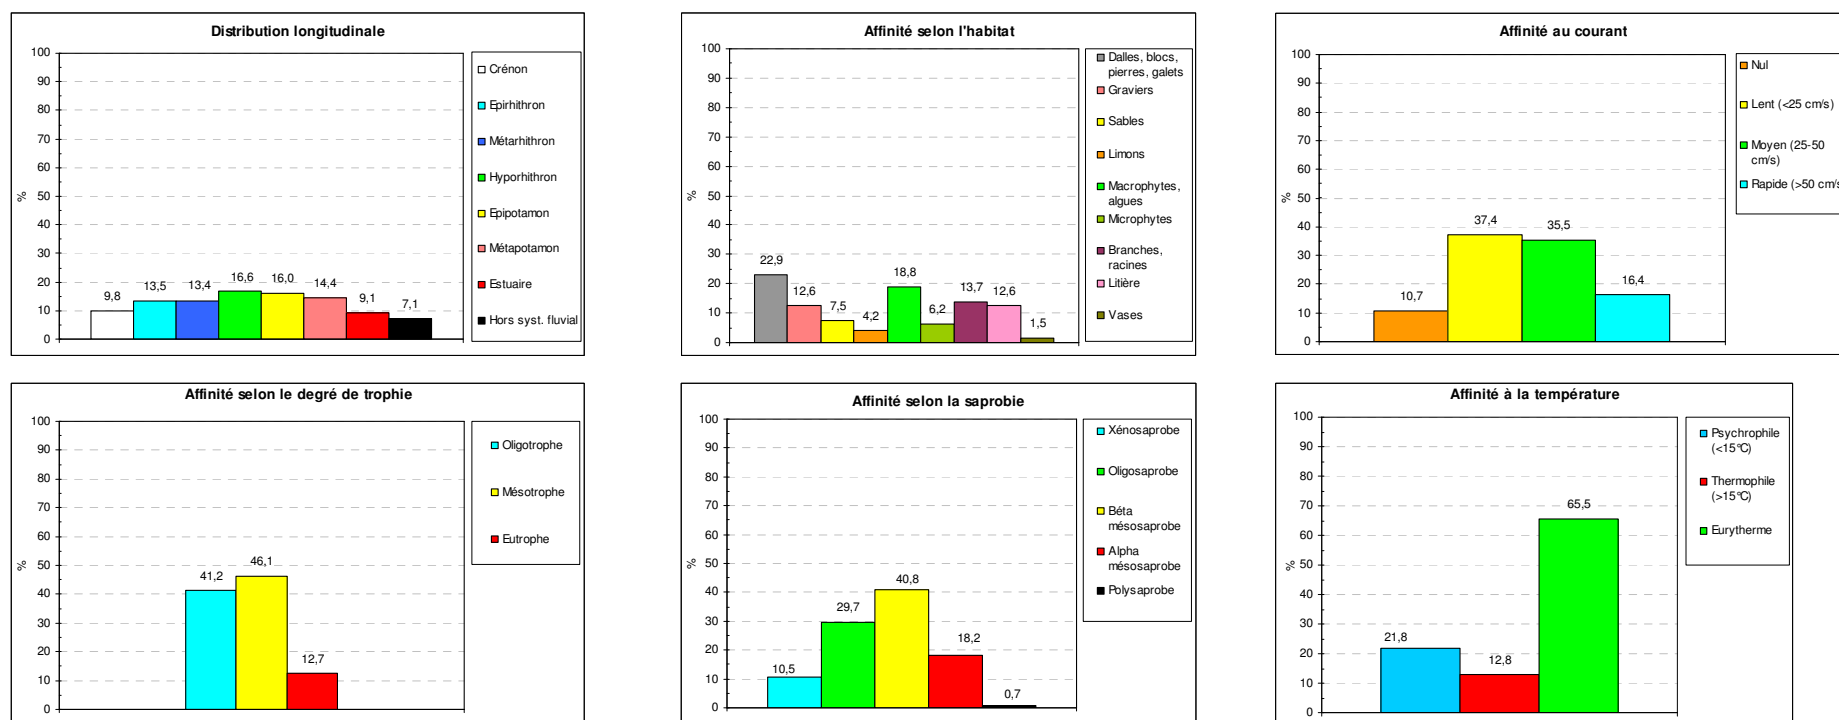 Distribution longitudinale
100
90
80
70
60
50
40
30
20
10
0
%
9,8
13,5
13,4
16,6
16,0
14,4
9,1
7,1
Crénon
Epirhithron
Métarhithron
Hyporhithron
Epipotamon
Métapotamon
Estuaire
Hors syst. fluvial
Affinité selon l'habitat
100
90
80
70
60
50
40
30
20
10
0
%
22,9
12,6
7,5
4,2
18,8
6,2
13,7
12,6
1,5
Dalles, blocs,
pierres, galets
Graviers
Sables
Limons
Macrophytes,
algues
Microphytes
Branches,
racines
Litière
Vases
Affinité au courant
100
90
80
70
60
50
40
30
20
10
0
%
10,7
37,4
35,5
16,4
Nul
Lent (<25 cm/s)
Moyen (25-50
cm/s)
Rapide (>50 cm/s
Affinité selon le degré de trophie
100
90
80
70
60
50
40
30
20
10
0
%
41,2
46,1
12,7
Oligotrophe
Mésotrophe
Eutrophe
Affinité selon la saprobie
100
90
80
70
60
50
40
30
20
10
0
%
10,5
29,7
40,8
18,2
0,7
Xénosaprobe
Oligosaprobe
Béta
mésosaprobe
Alpha
mésosaprobe
Polysaprobe
Affinité à la température
100
90
80
70
60
50
40
30
20
10
0
%
21,8
12,8
65,5
Psychrophile
(<15°C)
Thermophile
(>15°C)
Eurytherme